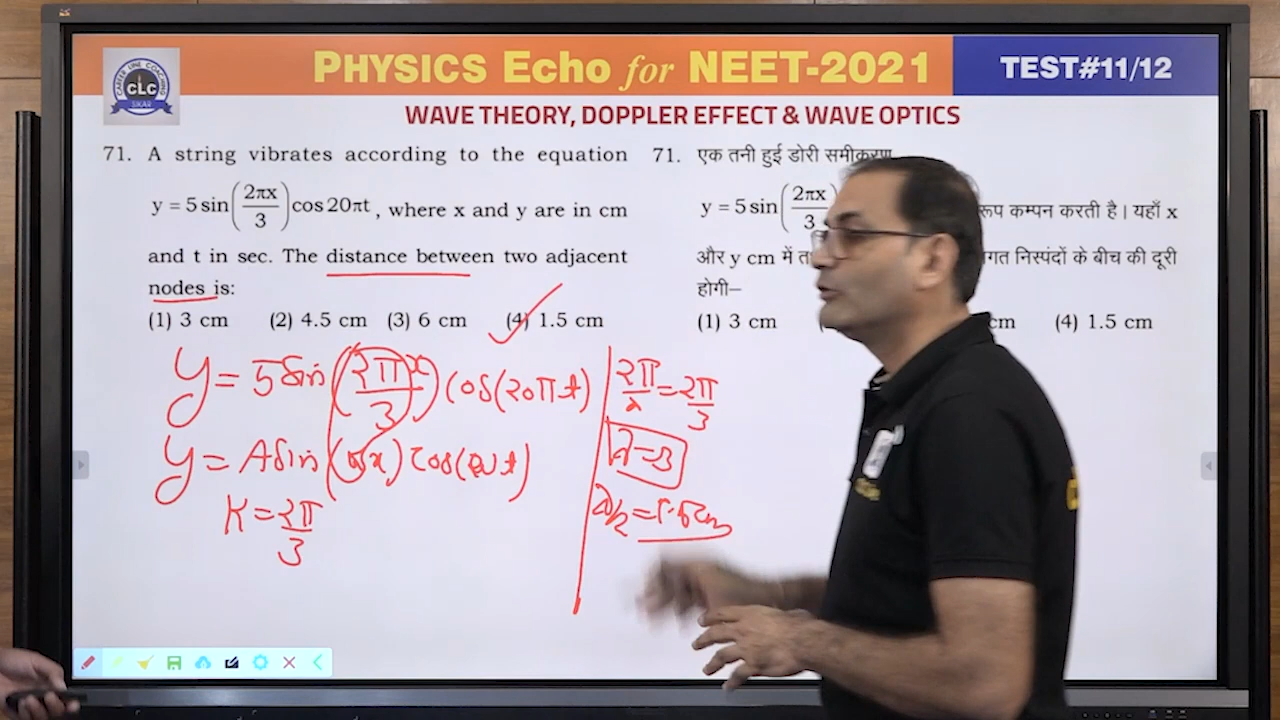 PHYSICS Echo for NEET-2021
TEST#11/12
CAREER LINE COACHING
CLC
SIKAR
WAVE THEORY, DOPPLER EFFECT & WAVE OPTICS
71. A string vibrates according to the equation
y = 5 sin(2πx/3) cos 20πt, where x and y are in cm
and t in sec. The distance between two adjacent
nodes is:
(1) 3 cm (2) 4.5 cm (3) 6 cm (4) 1.5 cm
71. एक तनी हुई डोरी समीकरण
y = 5 sin(2πx/3 रूप कम्पन करती है। यहाँ x
और y cm में निस्पंदों के बीच की दूरी
होगी–
(1) 3 cm cm (4) 1.5 cm
y = 5 sin(2πx/3) cos(20πt)
y = A sin(kx) cos(ωt)
K = 2π/3
2π/λ = 2π/3
λ = 3
λ/2 = 1.5cm